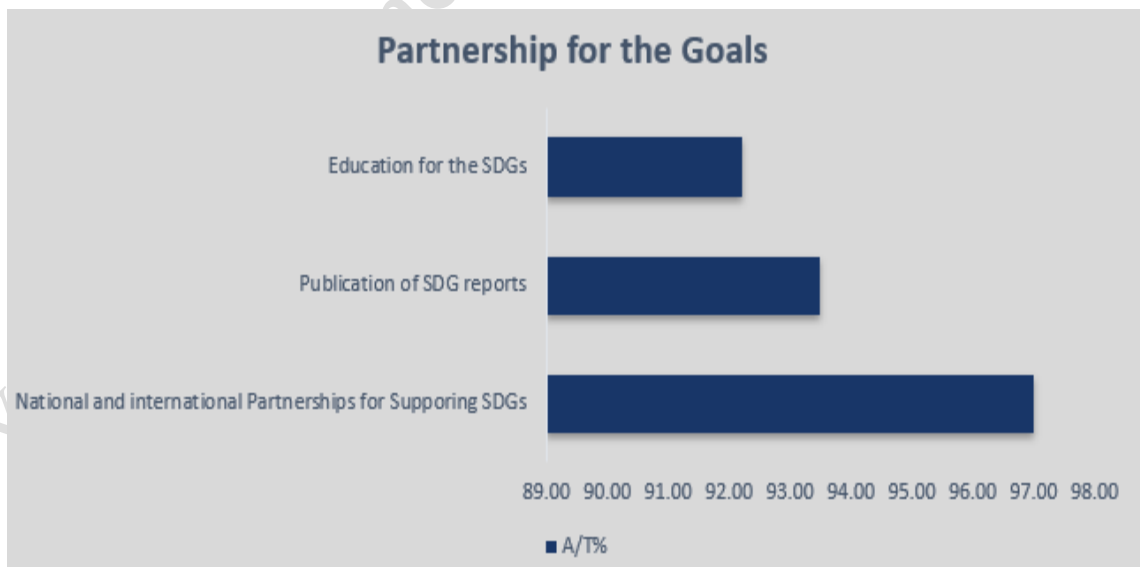 Partnership for the Goals
Education for the SDGs
Publication of SDG reports
National and international Partnerships for Supporing SDGs
89.00 90.00 91.00 92.00 93.00 94.00 95.00 96.00 97.00 98.00
A/T%